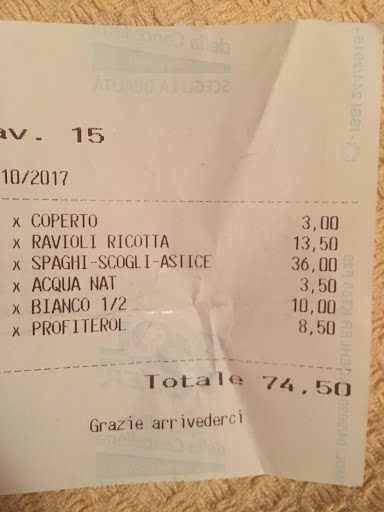 av. 15
10/2017
x COPERTO 3,00
x RAVIOLI RICOTTA 13,50
x SPAGHI-SCOGLI-ASTICE 36,00
x ACQUA NAT 3,50
x BIANCO 1/2 10,00
x PROFITEROL 8,50
Totale 74,50
Grazie arrivederci